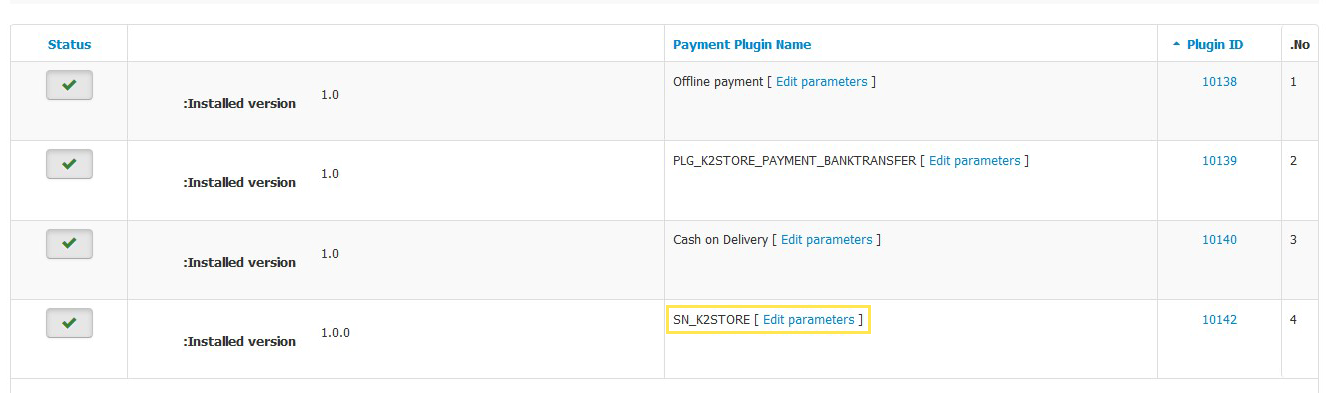 Status Payment Plugin Name Plugin ID .No
Offline payment [ Edit parameters ] 10138 1
:Installed version 1.0
PLG_K2STORE_PAYMENT_BANKTRANSFER [ Edit parameters ] 10139 2
:Installed version 1.0
Cash on Delivery [ Edit parameters ] 10140 3
:Installed version 1.0
SN_K2STORE [ Edit parameters ] 10142 4
:Installed version 1.0.0